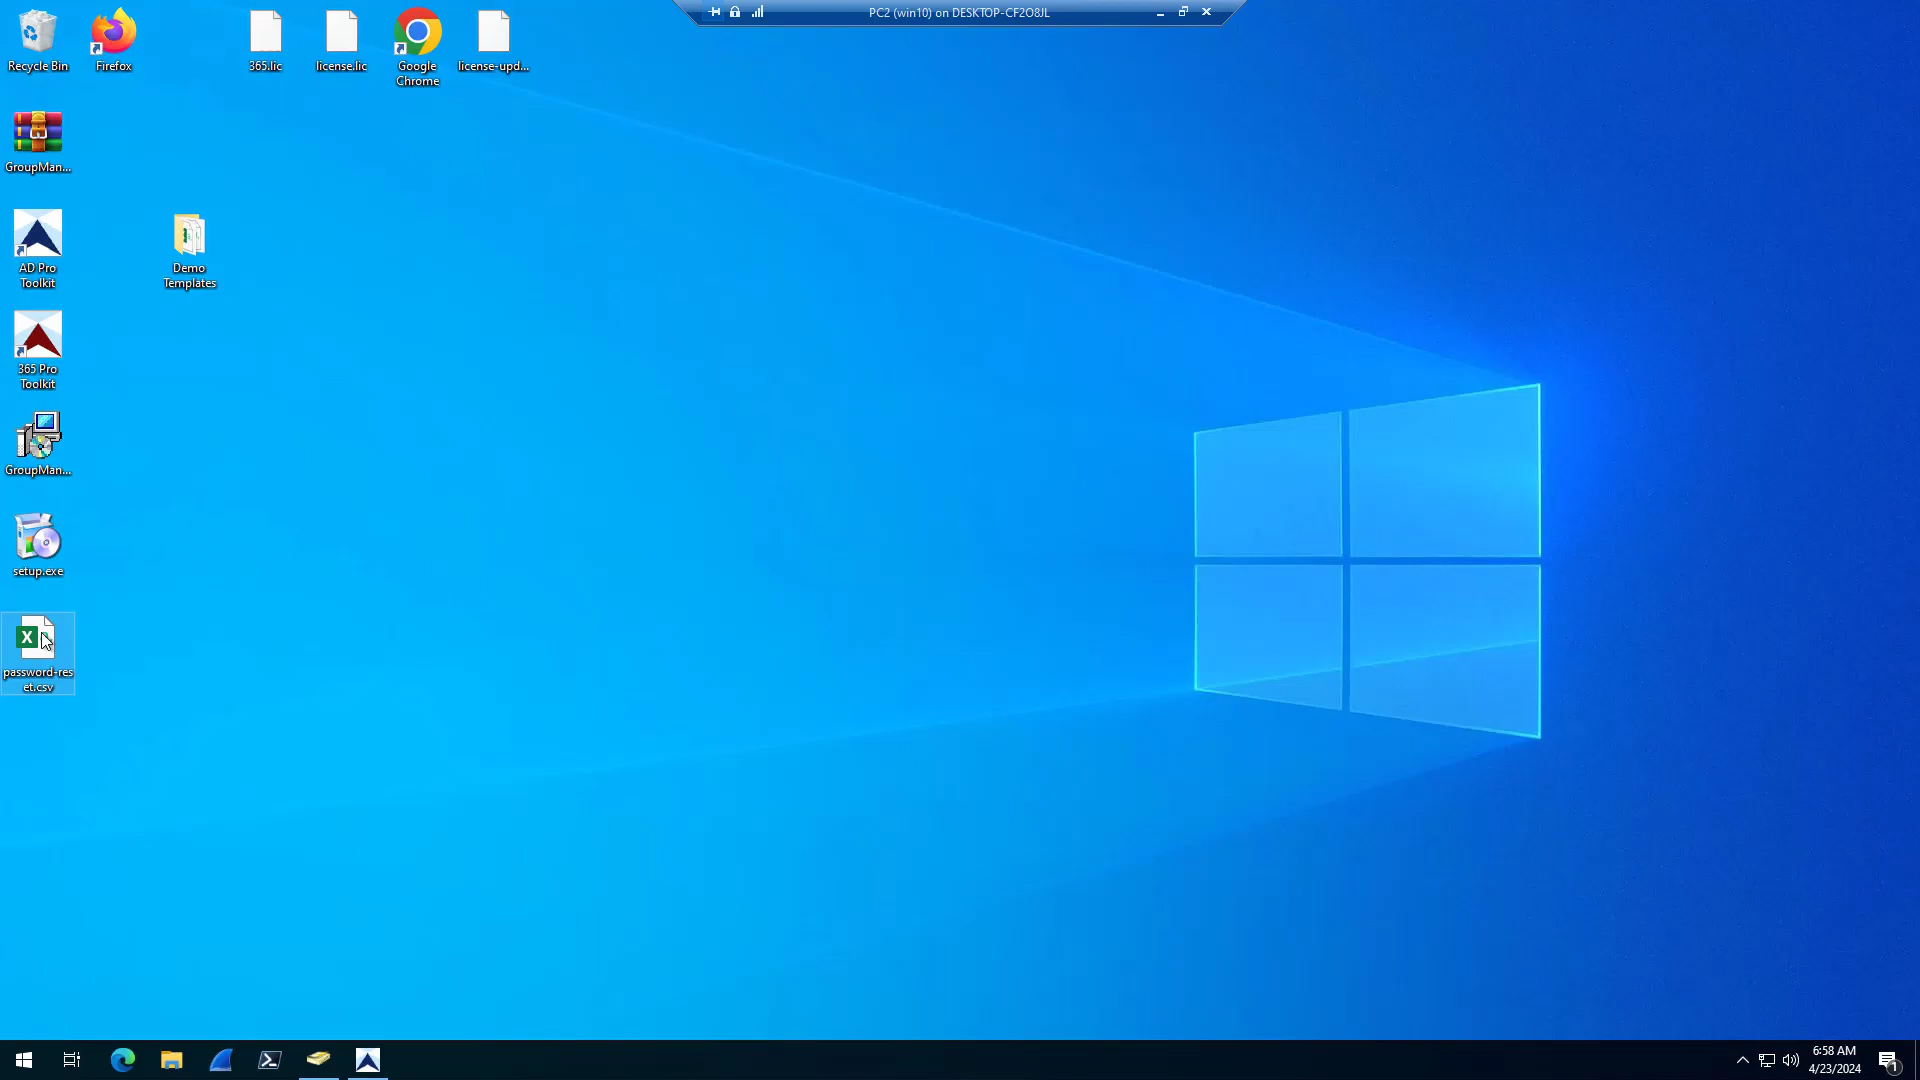 PC2 (win10) on DESKTOP-CF2O8JL
Recycle Bin
Firefox
365.lic
license.lic
Google
Chrome
license-upd...
GroupMan...
AD Pro
Toolkit
Demo
Templates
365 Pro
Toolkit
GroupMan...
setup.exe
X
password-res
et.csv
6:58 AM
4/23/2024
1